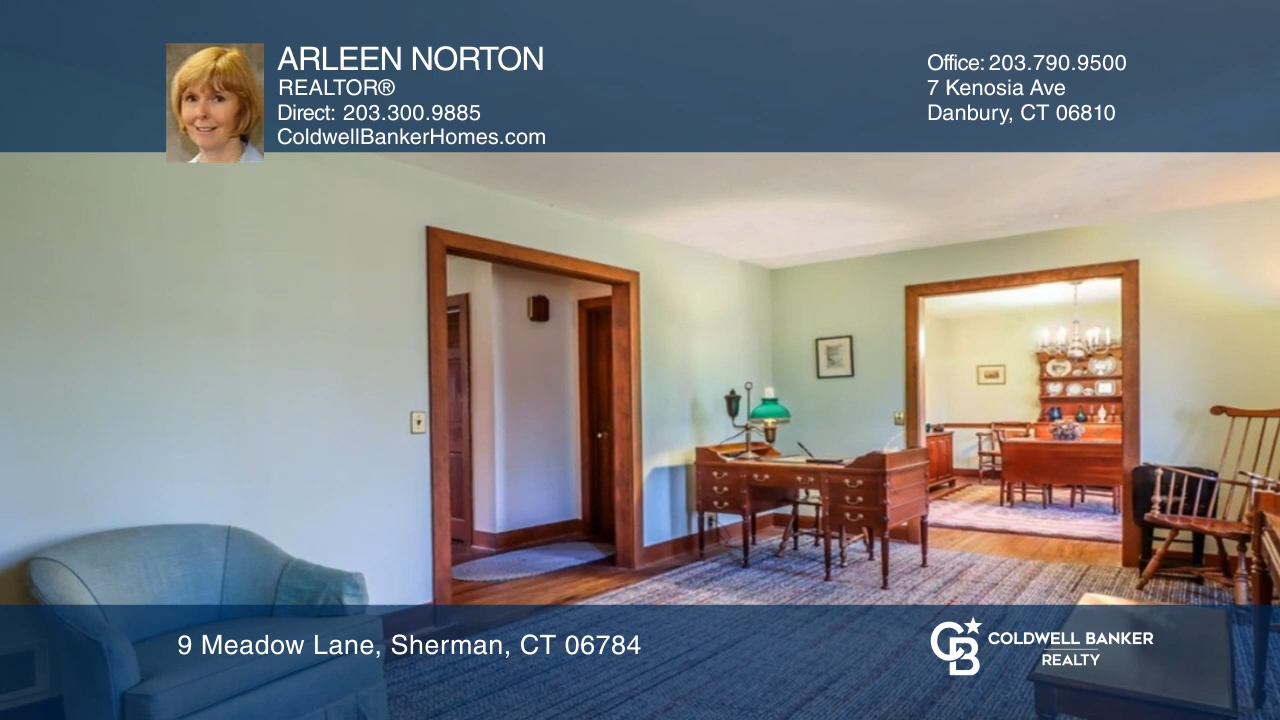 ARLEEN NORTON
REALTOR®
Direct: 203.300.9885
ColdwellBankerHomes.com
Office: 203.790.9500
7 Kenosia Ave
Danbury, CT 06810
9 Meadow Lane, Sherman, CT 06784
CB
COLDWELL BANKER
REALTY